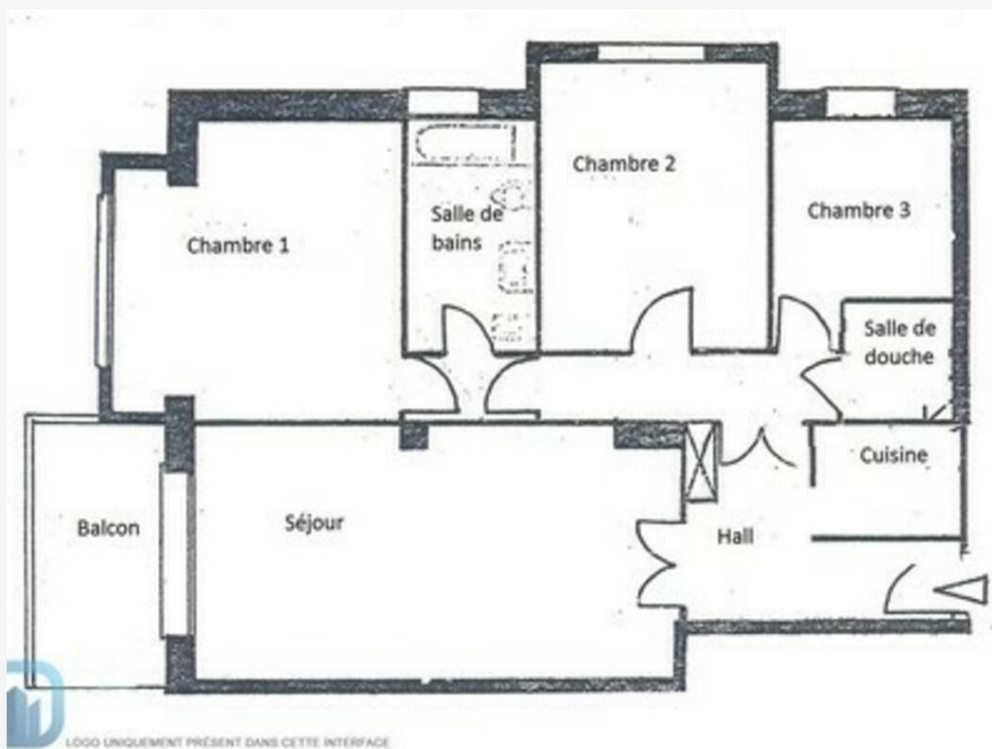 Chambre 2
Chambre 3
Salle de
bains
Chambre 1
Salle de
douche
Cuisine
Séjour
Balcon
Hall
LOGO UNIQUEMENT PRÉSENT DANS CETTE INTERFACE